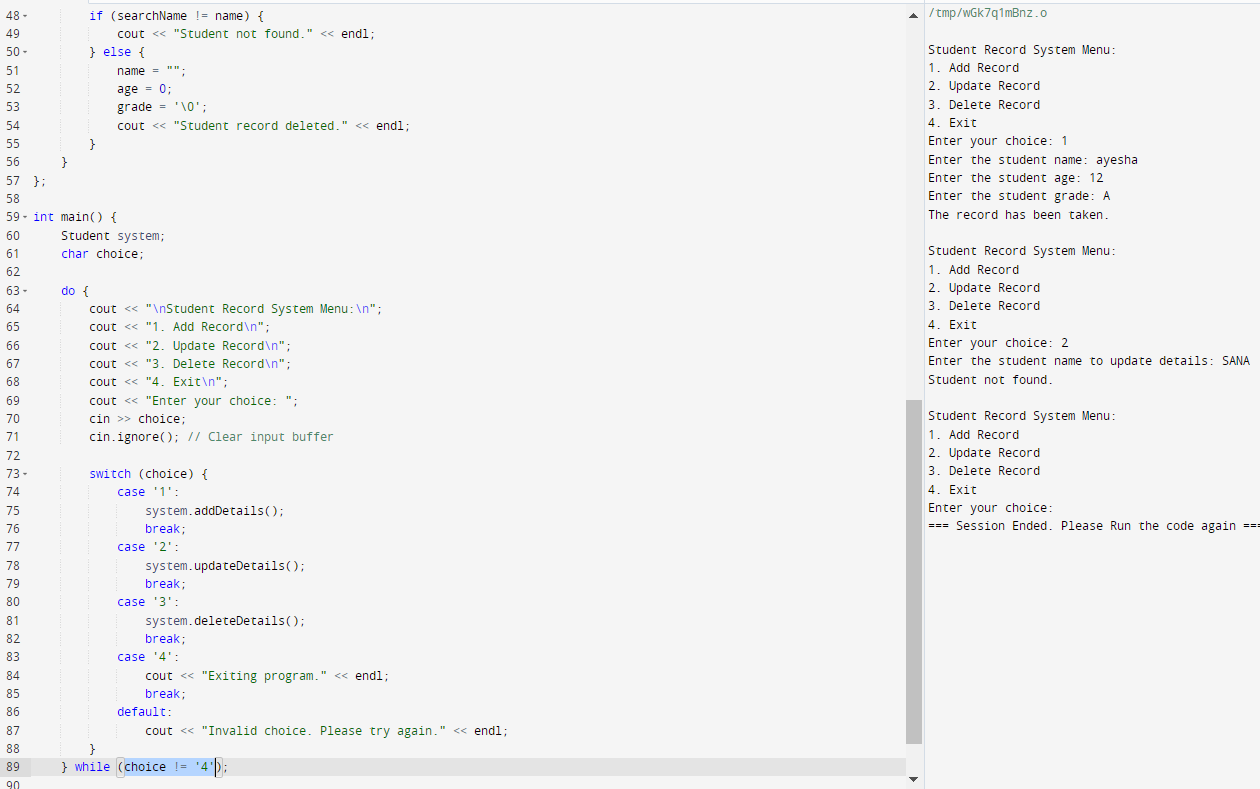 48 if (searchName != name) {
49 cout << "Student not found." << endl;
50 } else {
51 name = "";
52 age = 0;
53 grade = '\0';
54 cout << "Student record deleted." << endl;
55 }
56 }
57 };
58
59 int main() {
60 Student system;
61 char choice;
62
63 do {
64 cout << "\nStudent Record System Menu:\n";
65 cout << "1. Add Record\n";
66 cout << "2. Update Record\n";
67 cout << "3. Delete Record\n";
68 cout << "4. Exit\n";
69 cout << "Enter your choice: ";
70 cin >> choice;
71 cin.ignore(); // Clear input buffer
72
73 switch (choice) {
74 case '1':
75 system.addDetails();
76 break;
77 case '2':
78 system.updateDetails();
79 break;
80 case '3':
81 system.deleteDetails();
82 break;
83 case '4':
84 cout << "Exiting program." << endl;
85 break;
86 default:
87 cout << "Invalid choice. Please try again." << endl;
88 }
89 } while (choice != '4');
90
/tmp/wGk7q1mBnz.o
Student Record System Menu:
1. Add Record
2. Update Record
3. Delete Record
4. Exit
Enter your choice: 1
Enter the student name: ayesha
Enter the student age: 12
Enter the student grade: A
The record has been taken.
Student Record System Menu:
1. Add Record
2. Update Record
3. Delete Record
4. Exit
Enter your choice: 2
Enter the student name to update details: SANA
Student not found.
Student Record System Menu:
1. Add Record
2. Update Record
3. Delete Record
4. Exit
Enter your choice:
=== Session Ended. Please Run the code again ===